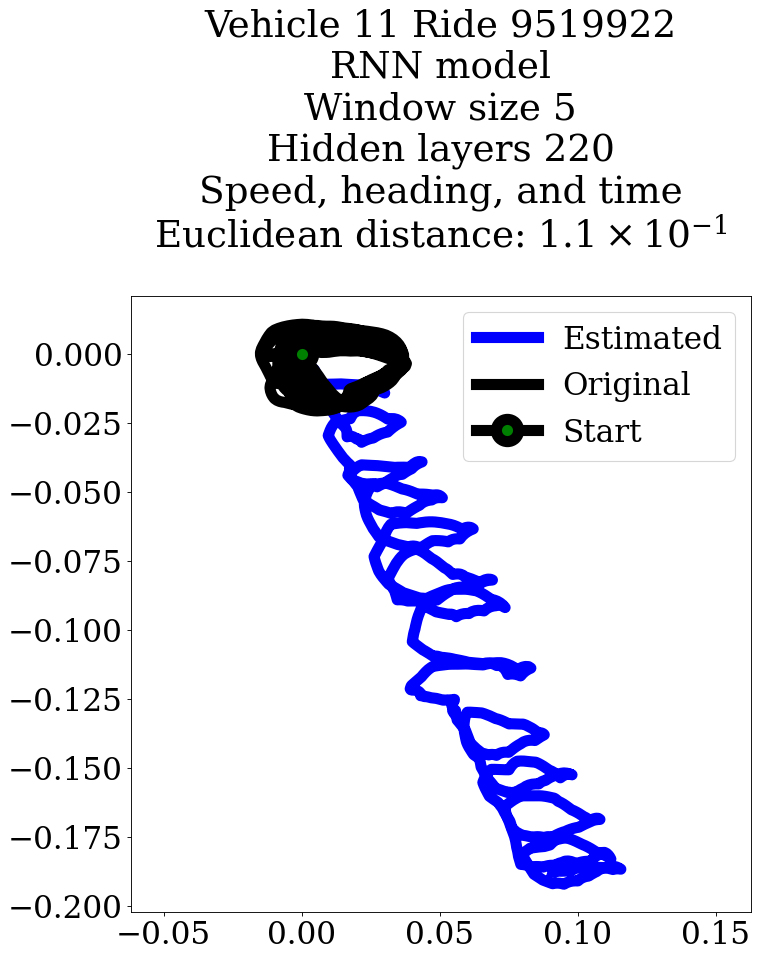 Vehicle 11 Ride 9519922
RNN model
Window size 5
Hidden layers 220
Speed, heading, and time
Euclidean distance: 1.1 × 10⁻¹
Estimated
Original
Start
0.000
−0.025
−0.050
−0.075
−0.100
−0.125
−0.150
−0.175
−0.200
−0.05 0.00 0.05 0.10 0.15